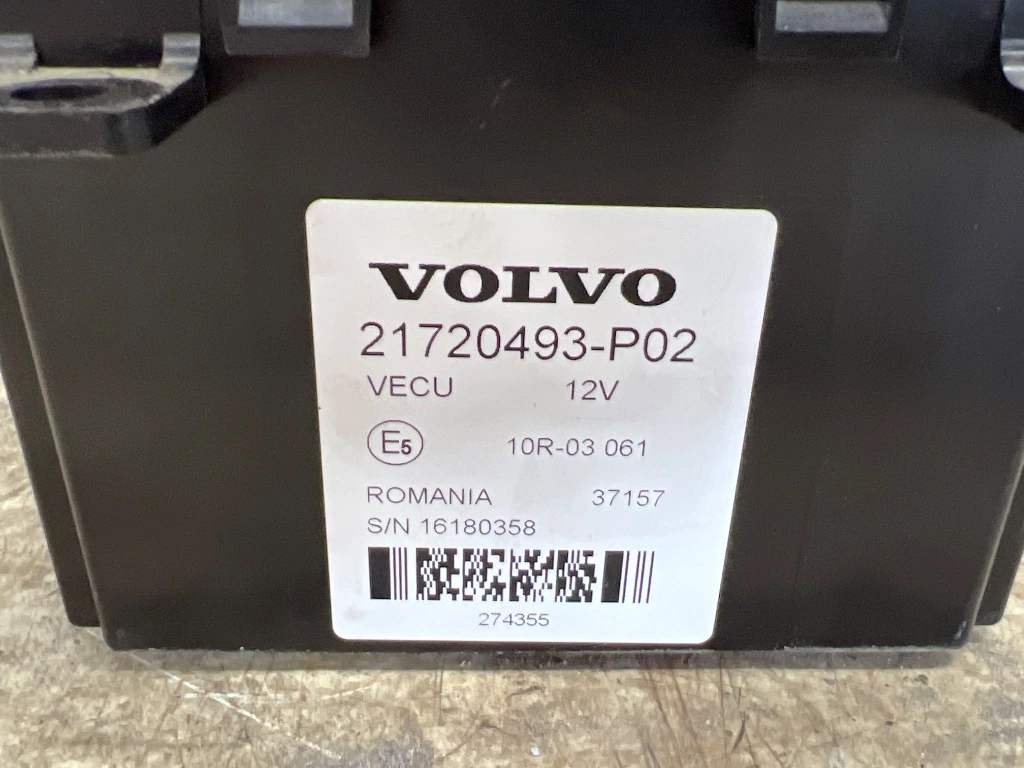 VOLVO
21720493-P02
VECU 12V
E5 10R-03 061
ROMANIA 37157
S/N 16180358
274355